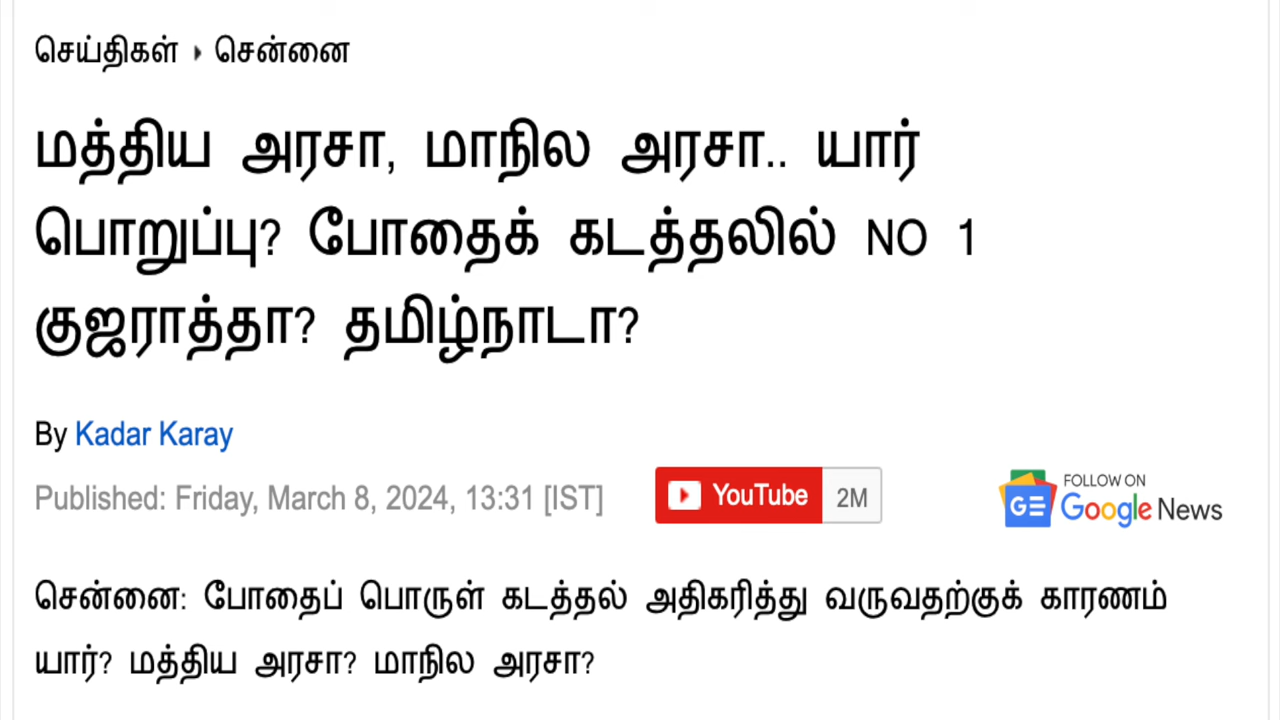 செய்திகள் › சென்னை
மத்திய அரசா, மாநில அரசா.. யார்
பொறுப்பு? போதைக் கடத்தலில் NO 1
குஜராத்தா? தமிழ்நாடா?
By Kadar Karay
Published: Friday, March 8, 2024, 13:31 [IST]
YouTube 2M
GE FOLLOW ON
Google News
சென்னை: போதைப் பொருள் கடத்தல் அதிகரித்து வருவதற்குக் காரணம்
யார்? மத்திய அரசா? மாநில அரசா?